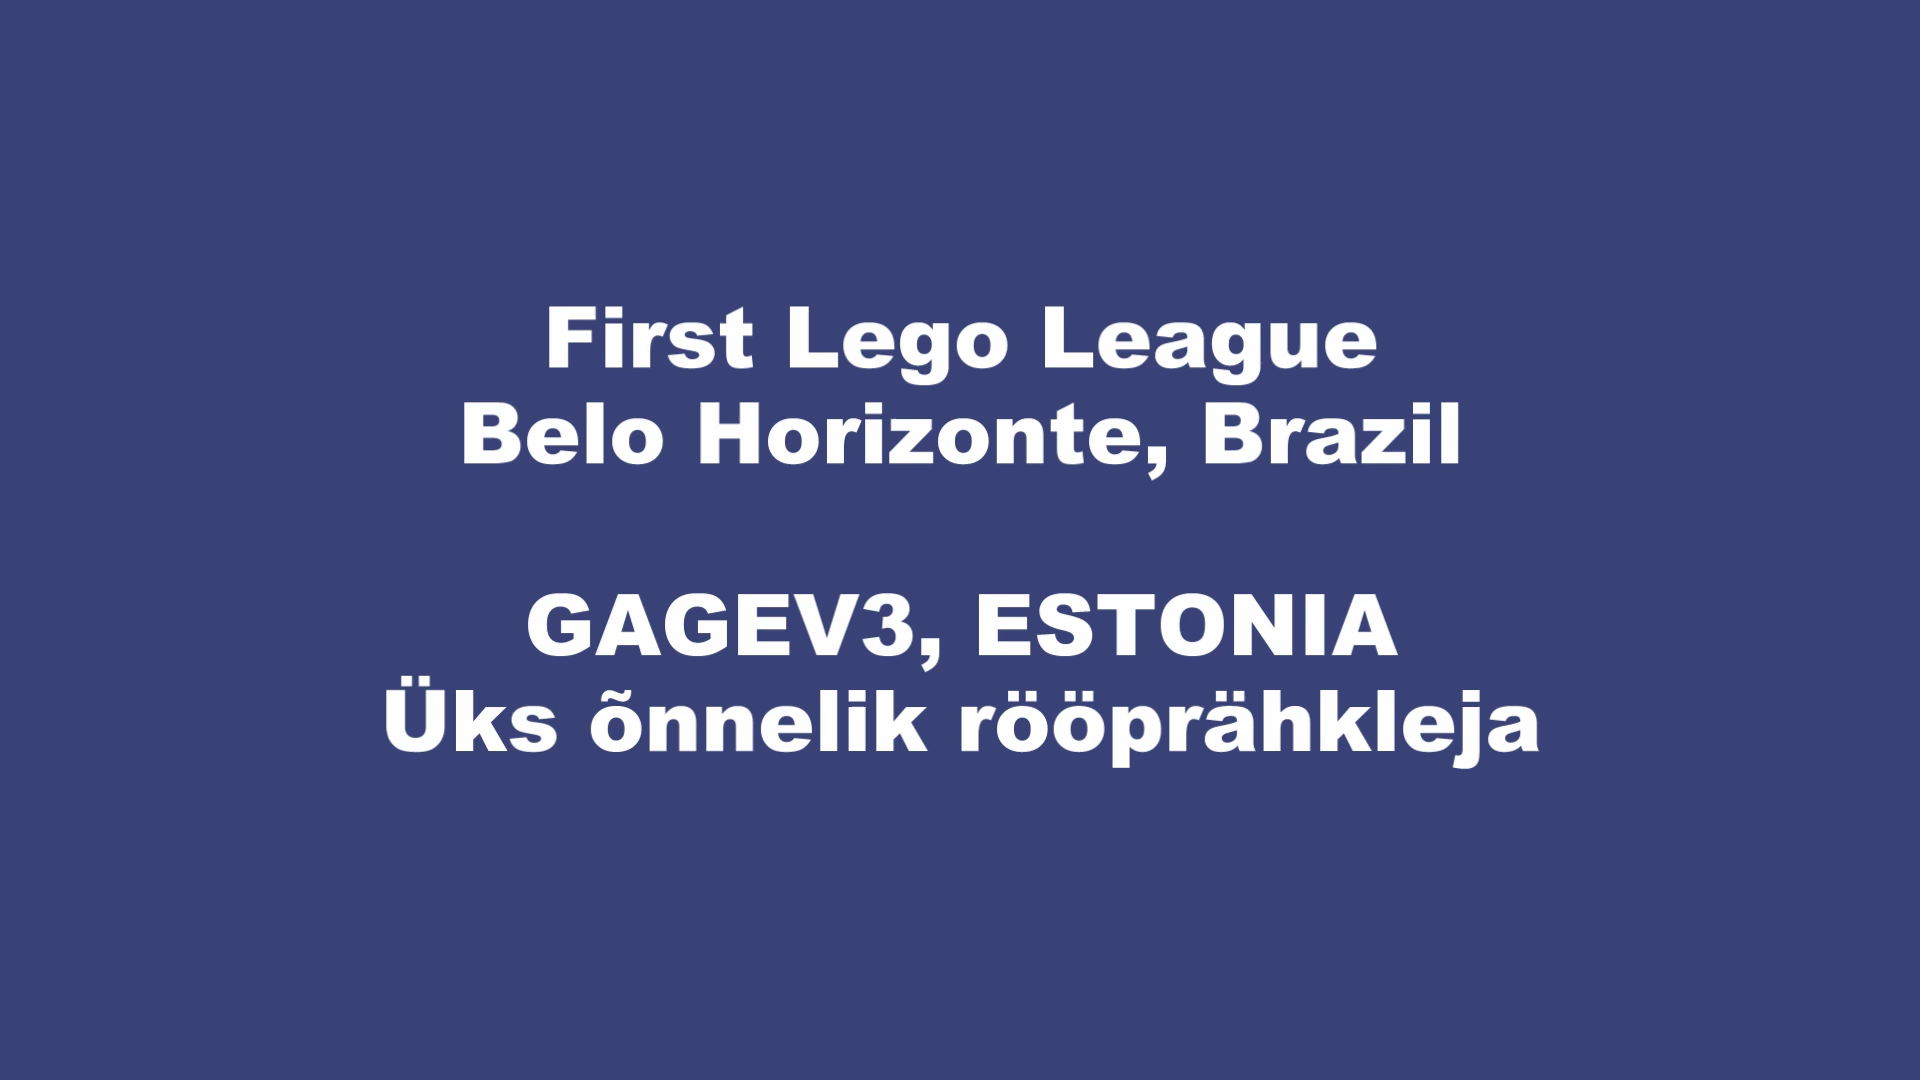 First Lego League
Belo Horizonte, Brazil
GAGEV3, ESTONIA
Üks õnnelik rööprähkleja